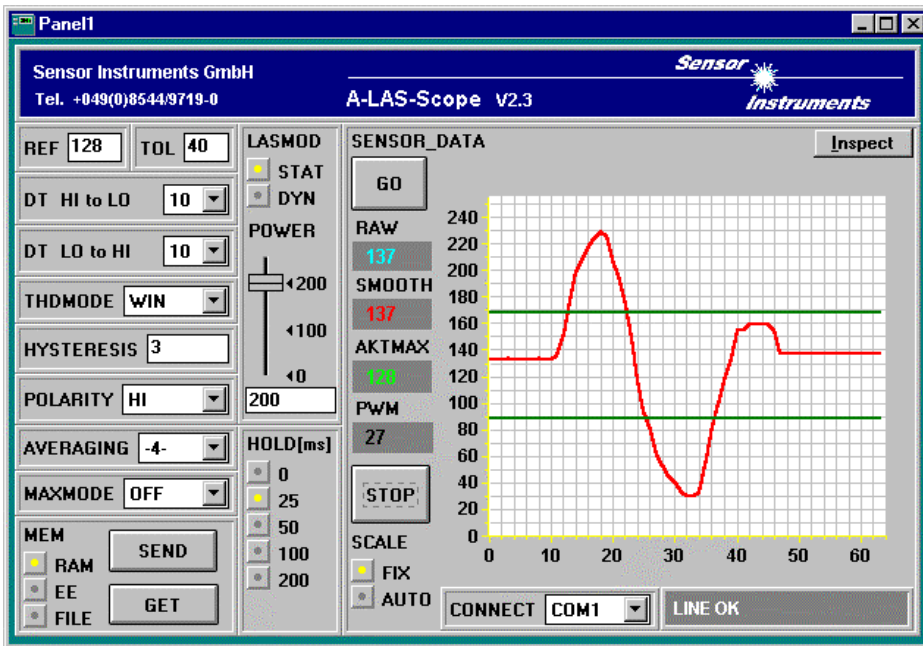 Panel1
Sensor Instruments GmbH
Tel. +049(0)8544/9719-0
A-LAS-Scope V2.3
Sensor
Instruments
REF 128 TOL 40
DT HI to LO 10
DT LO to HI 10
THDMODE WIN
HYSTERESIS 3
POLARITY HI
AVERAGING -4-
MAXMODE OFF
MEM
RAM
EE
FILE
SEND
GET
LASMOD
STAT
DYN
POWER
200
100
0
200
HOLD[ms]
0
25
50
100
200
SENSOR_DATA
Inspect
GO
RAW
137
SMOOTH
137
AKTMAX
128
PWM
27
STOP
SCALE
FIX
AUTO
240
220
200
180
160
140
120
100
80
60
40
20
0
0 10 20 30 40 50 60
CONNECT COM1
LINE OK